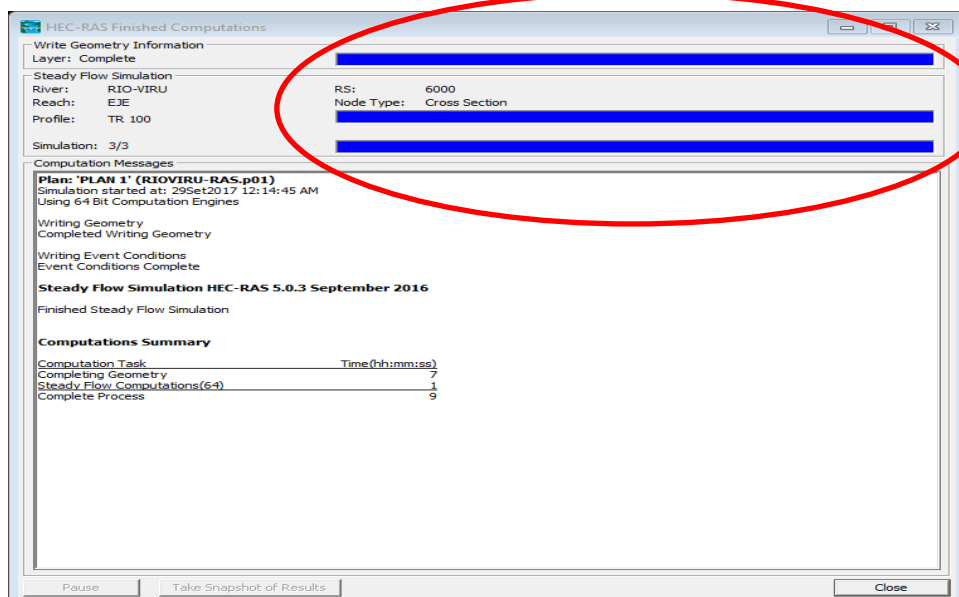 HEC-RAS Finished Computations
Write Geometry Information
Layer: Complete
Steady Flow Simulation
River: RIO-VIRU RS: 6000
Reach: EJE Node Type: Cross Section
Profile: TR 100
Simulation: 3/3
Computation Messages
Plan: 'PLAN 1' (RIOVIRU-RAS.p01)
Simulation started at: 29Set2017 12:14:45 AM
Using 64 Bit Computation Engines
Writing Geometry
Completed Writing Geometry
Writing Event Conditions
Event Conditions Complete
Steady Flow Simulation HEC-RAS 5.0.3 September 2016
Finished Steady Flow Simulation
Computations Summary
Computation Task Time(hh:mm:ss)
Completing Geometry 7
Steady Flow Computations(64) 1
Complete Process 9
Pause Take Snapshot of Results Close